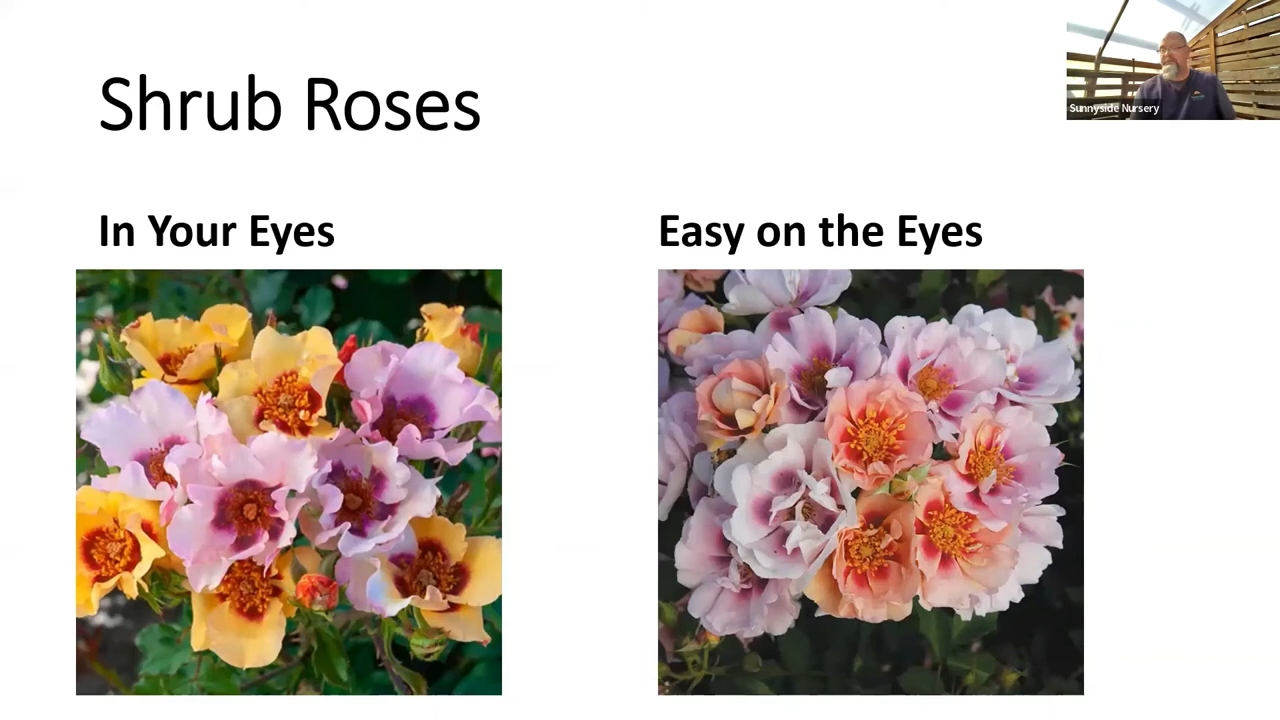 Shrub Roses
Sunnyside Nursery
In Your Eyes
Easy on the Eyes